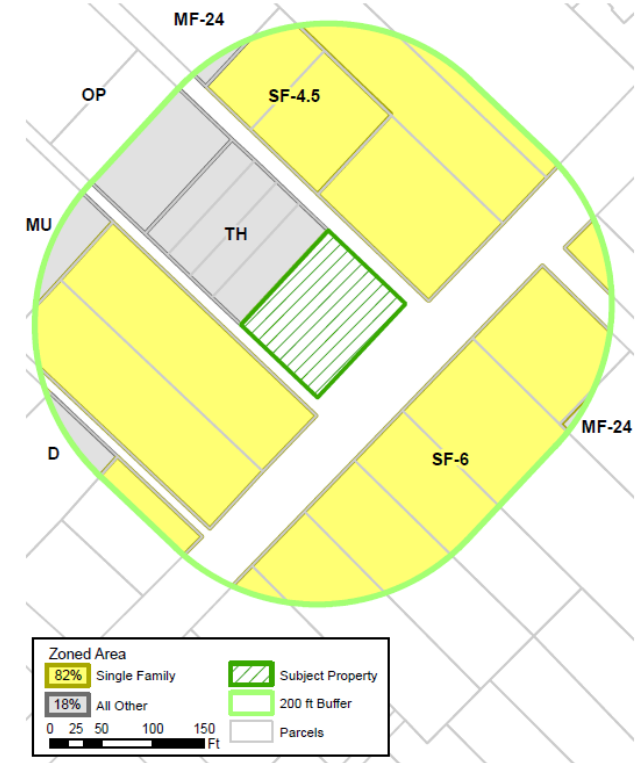 MF-24
OP
SF-4.5
MU
TH
D
SF-6
MF-24
Zoned Area
82% Single Family
Subject Property
18% All Other
200 ft Buffer
0 25 50 100 150
Ft
Parcels